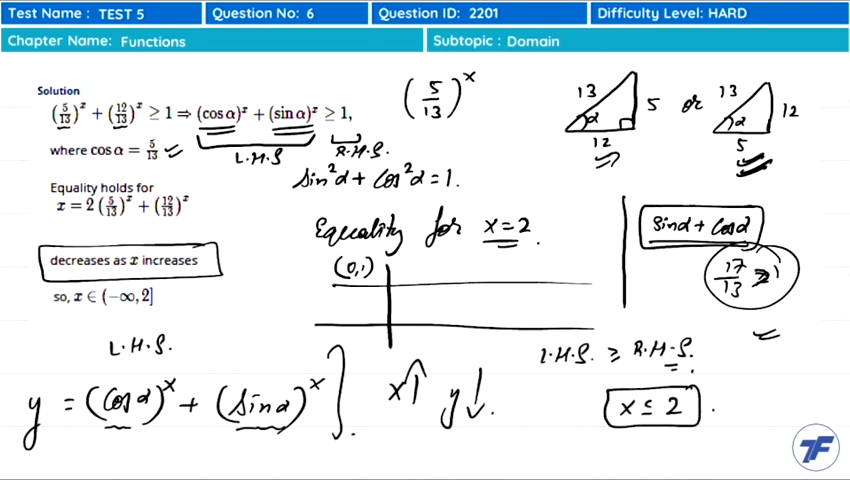 Test Name : TEST 5 Question No: 6 Question ID: 2201 Difficulty Level: HARD
Chapter Name: Functions Subtopic : Domain
Solution
(5/13)^x + (12/13)^x ≥ 1 ⇒ (cos α)^x + (sin α)^x ≥ 1,
L.H.S R.H.S.
where cos α = 5/13
Equality holds for
x = 2 (5/13)^x + (12/13)^x
decreases as x increases
so, x ∈ (−∞, 2]
(5/13)^x
13 5 α 12 or 13 12 α 5
sin²α + cos²α = 1.
Equality for x = 2.
(0,1)
sinα + cosα
17/13 ≥ 1
L.H.S.
y = (cosα)^x + (sinα)^x
x↑ y↓.
L.H.S. ≥ R.H.S.
x ≤ 2
TF